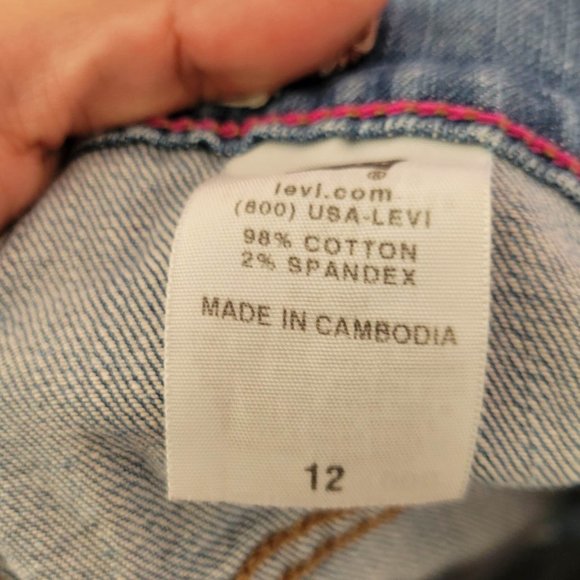 ®
levi.com
(800) USA-LEVI
98% COTTON
2% SPANDEX
MADE IN CAMBODIA
12